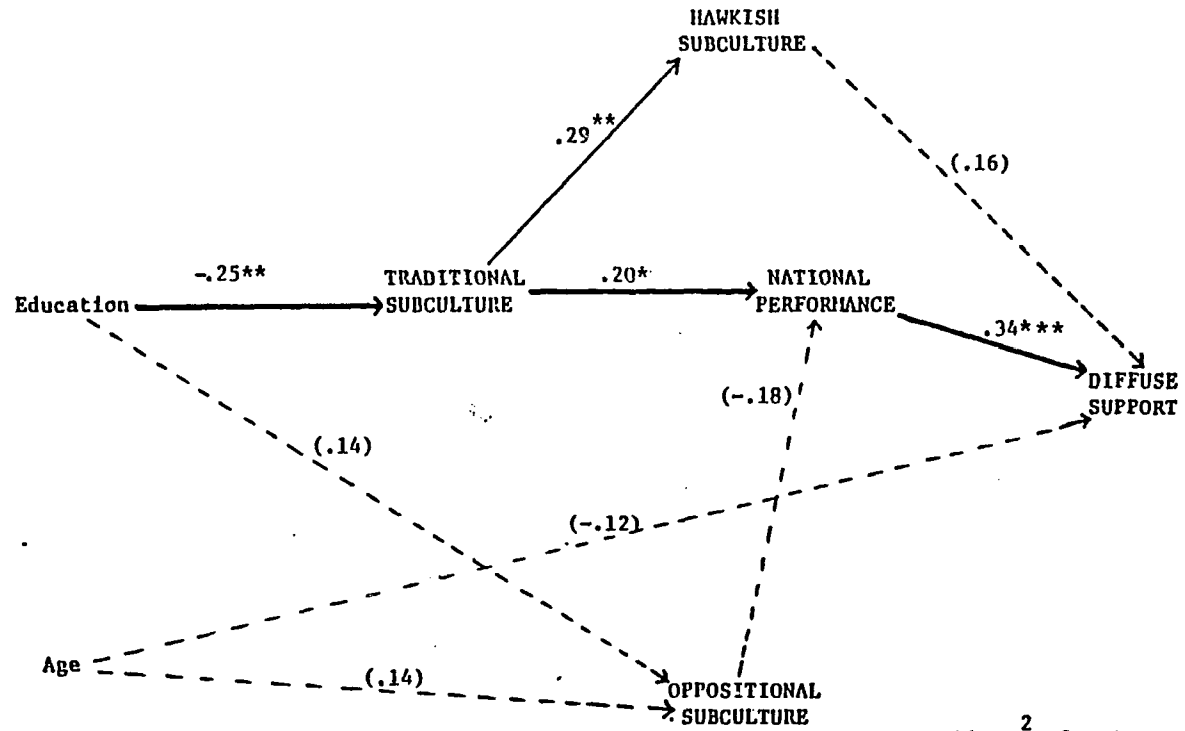 HAWKISH
SUBCULTURE
.29**
(.16)
-.25**
TRADITIONAL
SUBCULTURE
.20*
NATIONAL
PERFORMANCE
Education
.34***
DIFFUSE
SUPPORT
(-.18)
(.14)
(-.12)
Age
(.14)
OPPOSITIONAL
SUBCULTURE
2